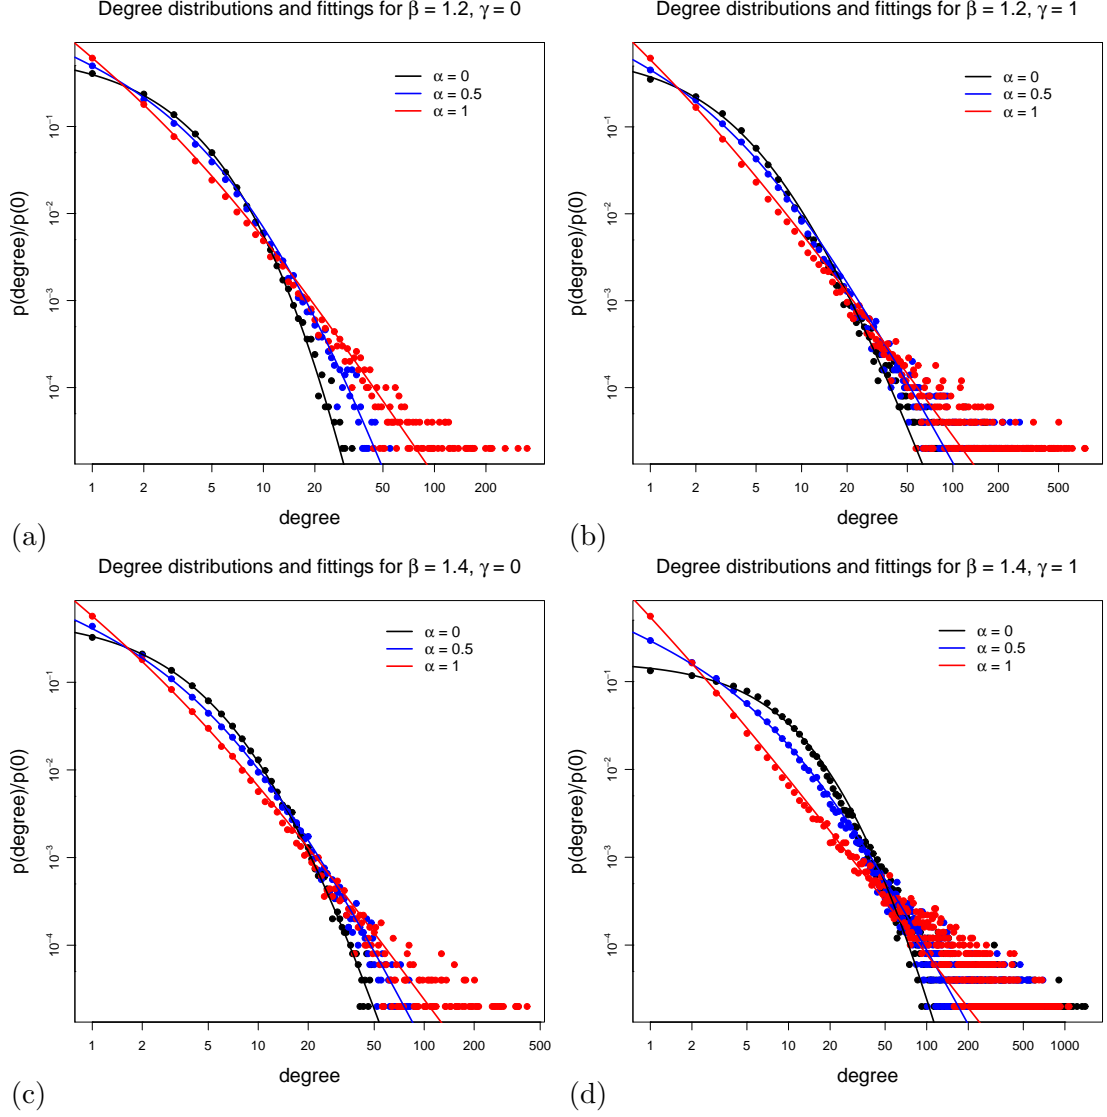 Degree distributions and fittings for β = 1.2, γ = 0
α = 0
α = 0.5
α = 1
p(degree)/p(0)
10⁻¹
10⁻²
10⁻³
10⁻⁴
1 2 5 10 20 50 100 200
degree
(a)
Degree distributions and fittings for β = 1.2, γ = 1
α = 0
α = 0.5
α = 1
p(degree)/p(0)
10⁻¹
10⁻²
10⁻³
10⁻⁴
1 2 5 10 20 50 100 200 500
degree
(b)
Degree distributions and fittings for β = 1.4, γ = 0
α = 0
α = 0.5
α = 1
p(degree)/p(0)
10⁻¹
10⁻²
10⁻³
10⁻⁴
1 2 5 10 20 50 100 200 500
degree
(c)
Degree distributions and fittings for β = 1.4, γ = 1
α = 0
α = 0.5
α = 1
p(degree)/p(0)
10⁻¹
10⁻²
10⁻³
10⁻⁴
1 2 5 10 20 50 100 200 500 1000
degree
(d)